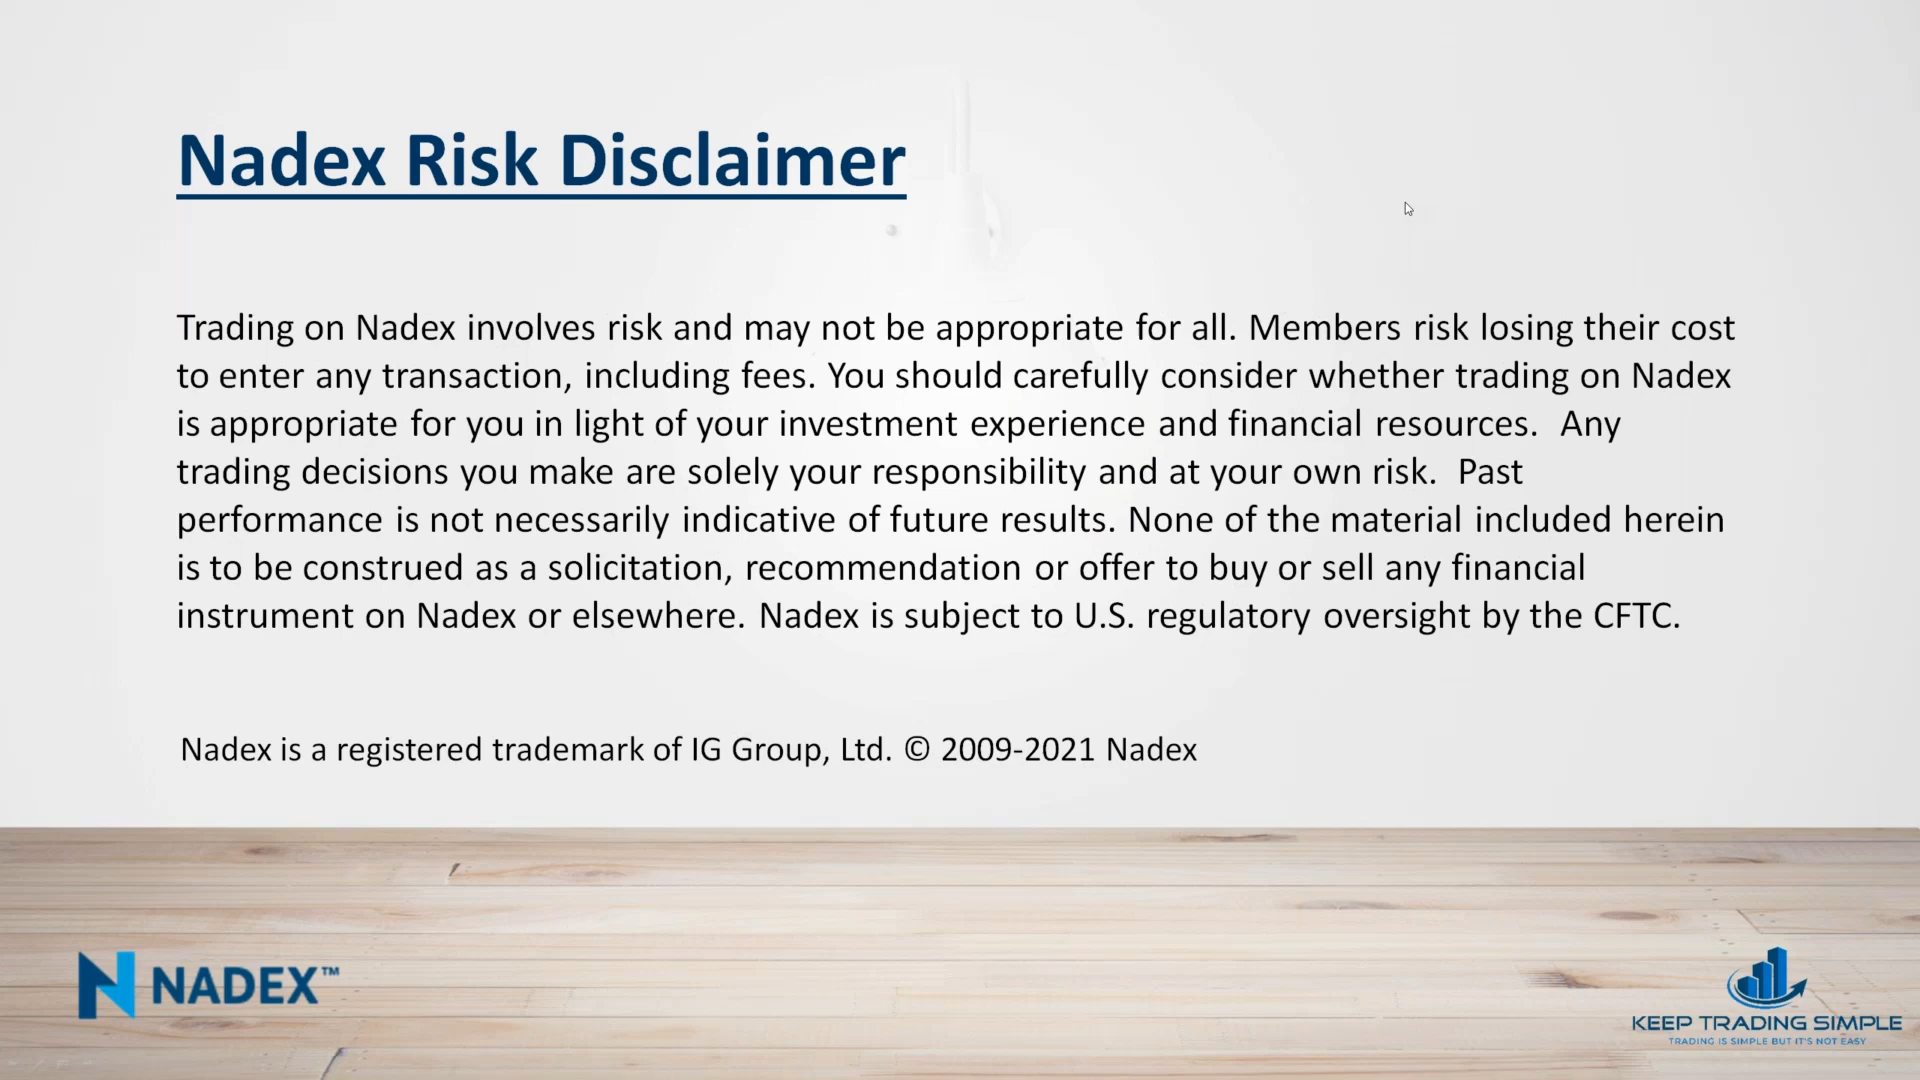 Nadex Risk Disclaimer
Trading on Nadex involves risk and may not be appropriate for all. Members risk losing their cost
to enter any transaction, including fees. You should carefully consider whether trading on Nadex
is appropriate for you in light of your investment experience and financial resources.  Any
trading decisions you make are solely your responsibility and at your own risk.  Past
performance is not necessarily indicative of future results. None of the material included herein
is to be construed as a solicitation, recommendation or offer to buy or sell any financial
instrument on Nadex or elsewhere. Nadex is subject to U.S. regulatory oversight by the CFTC.
Nadex is a registered trademark of IG Group, Ltd. © 2009-2021 Nadex
NADEX™
KEEP TRADING SIMPLE
TRADING IS SIMPLE BUT IT'S NOT EASY